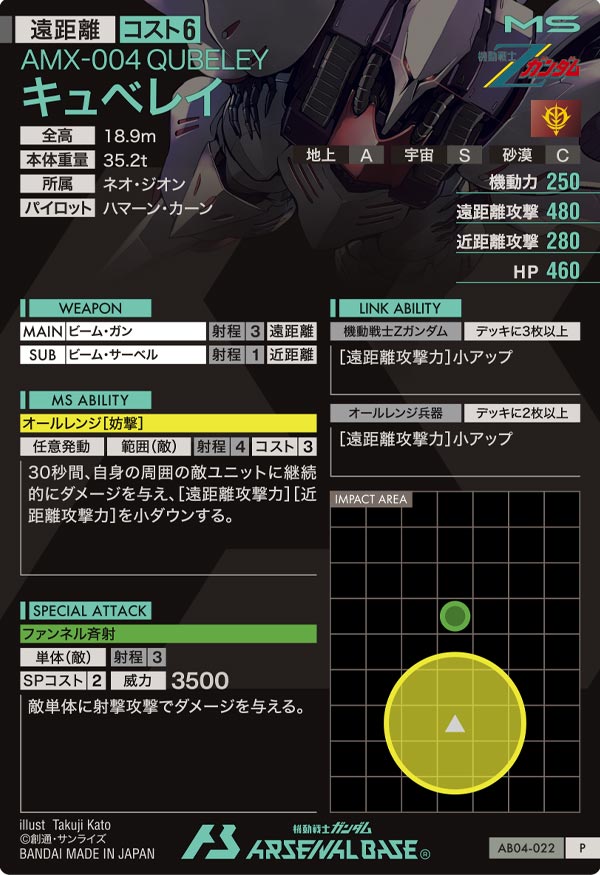 遠距離 コスト6
MS
AMX-004 QUBELEY
キュベレイ
機動戦士Zガンダム
全高 18.9m
本体重量 35.2t
所属 ネオ・ジオン
パイロット ハマーン・カーン
地上 A 宇宙 S 砂漠 C
機動力 250
遠距離攻撃 480
近距離攻撃 280
HP 460
WEAPON
MAIN ビーム・ガン 射程 3 遠距離
SUB ビーム・サーベル 射程 1 近距離
MS ABILITY
オールレンジ[妨撃]
任意発動 範囲(敵) 射程 4 コスト 3
30秒間、自身の周囲の敵ユニットに継続
的にダメージを与え、[遠距離攻撃力][近
距離攻撃力]を小ダウンする。
SPECIAL ATTACK
ファンネル斉射
単体(敵) 射程 3
SPコスト 2 威力 3500
敵単体に射撃攻撃でダメージを与える。
LINK ABILITY
機動戦士Zガンダム デッキに3枚以上
[遠距離攻撃力]小アップ
オールレンジ兵器 デッキに2枚以上
[遠距離攻撃力]小アップ
IMPACT AREA
illust Takuji Kato
©創通・サンライズ
BANDAI MADE IN JAPAN
機動戦士ガンダム
AB ARSENAL BASE®
AB04-022 P